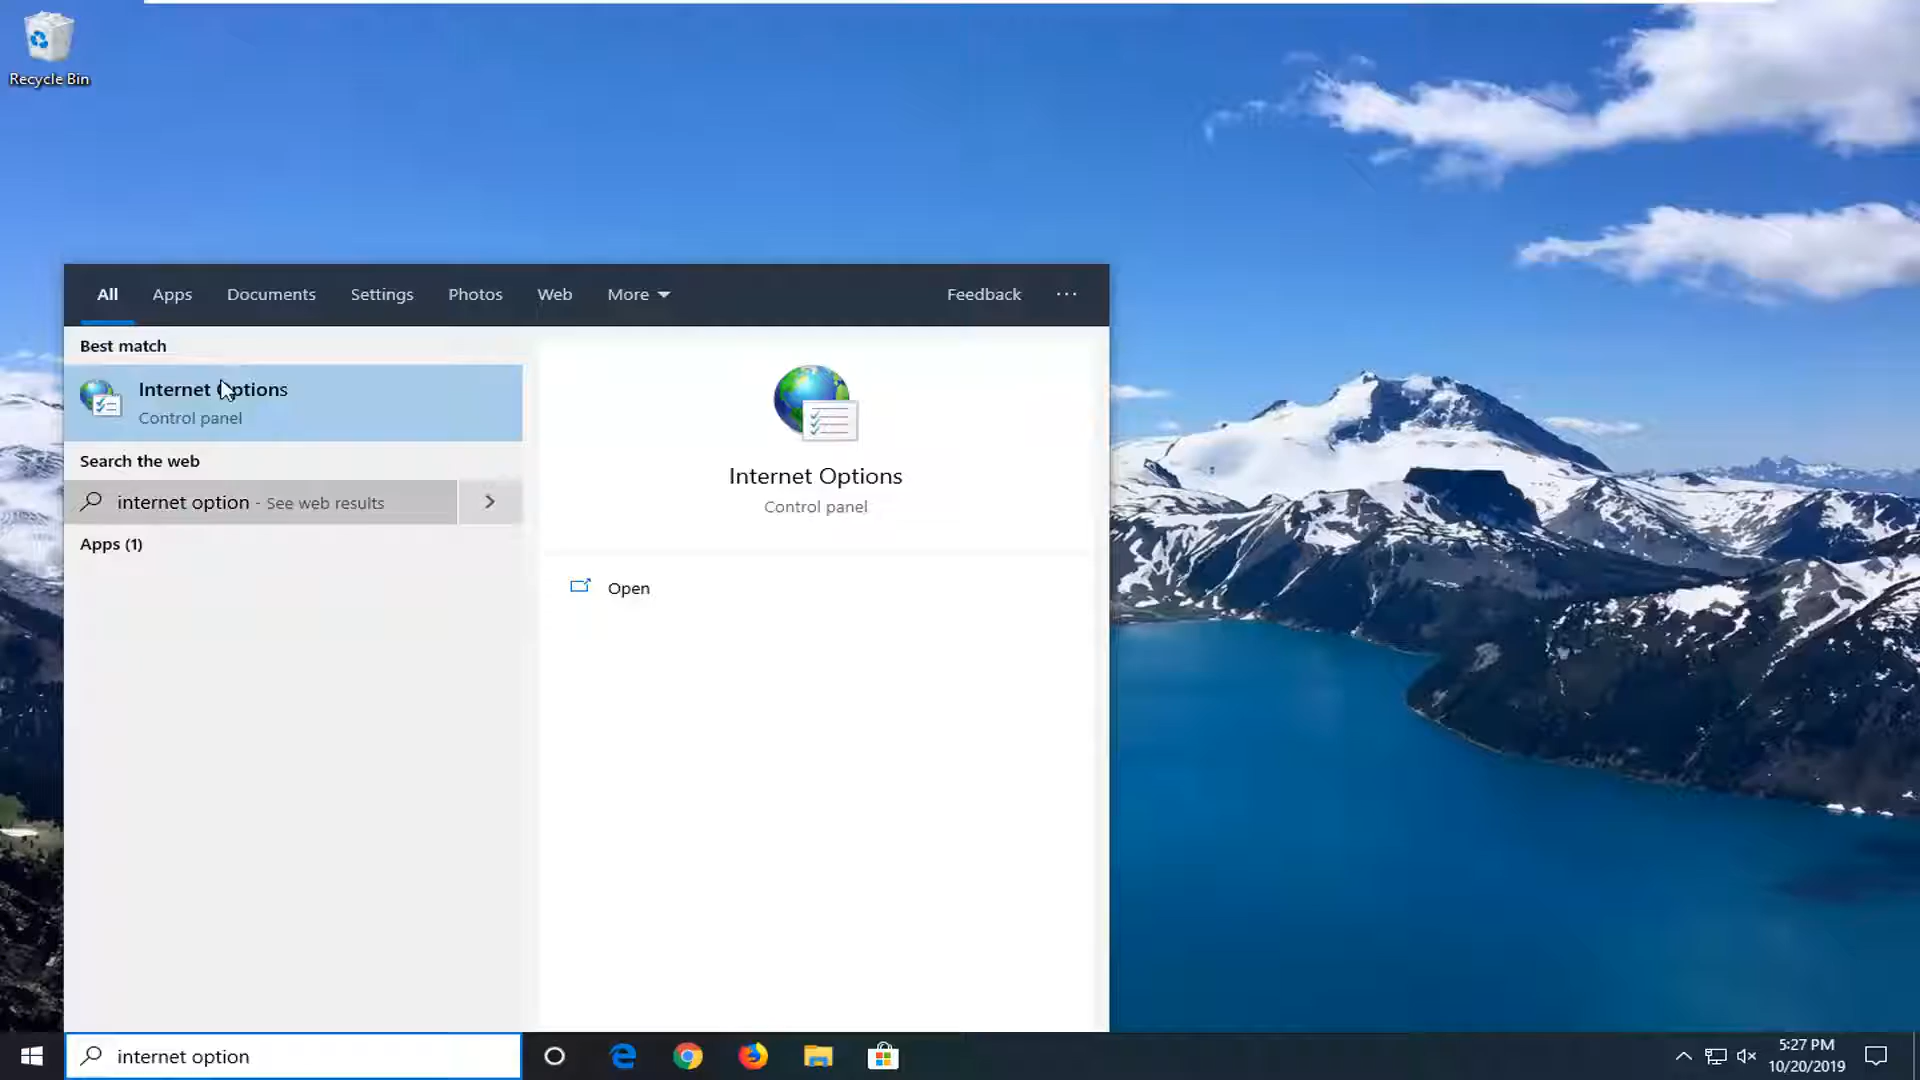 Recycle Bin
All Apps Documents Settings Photos Web More Feedback ···
Best match
Internet Options
Control panel
Search the web
internet option - See web results
Apps (1)
Internet Options
Control panel
Open
internet option
5:27 PM
10/20/2019